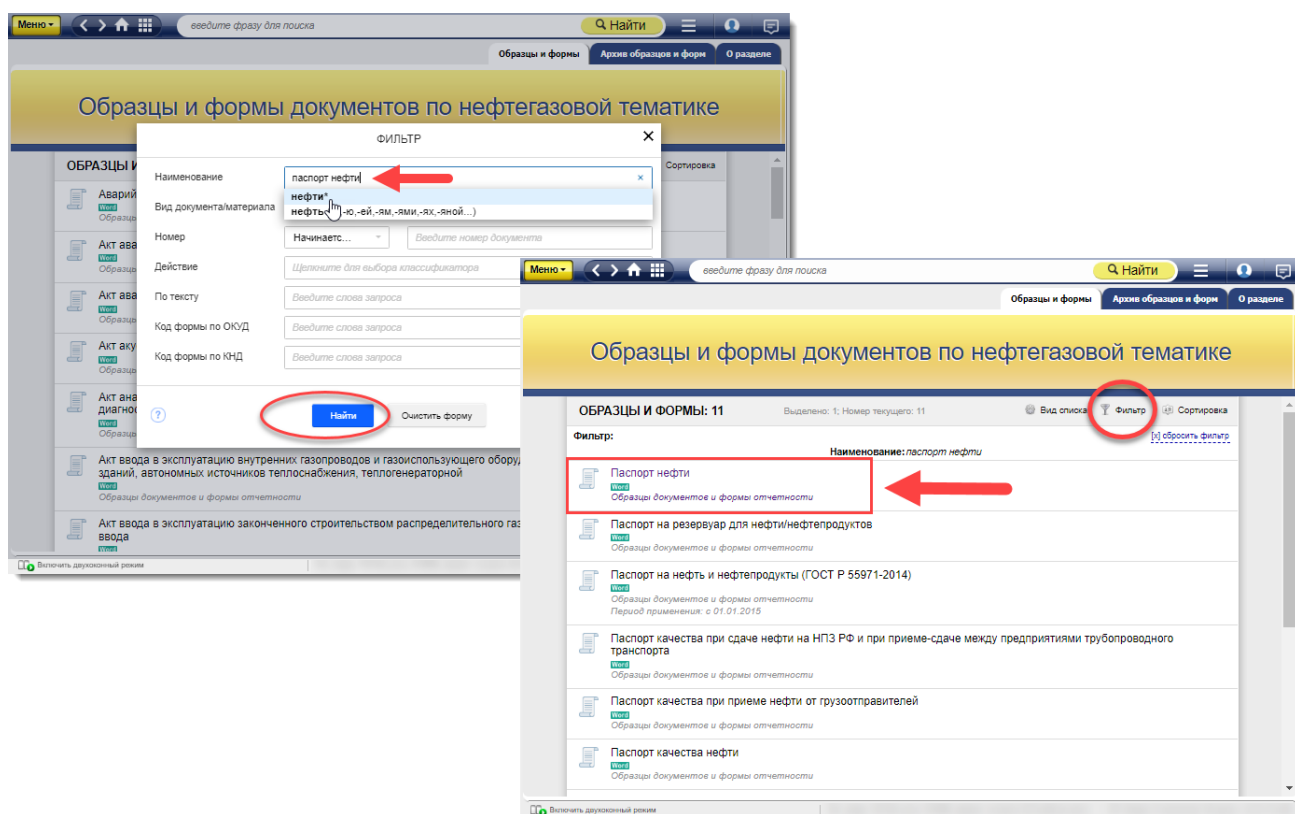 Меню
введите фразу для поиска
Найти
Образцы и формы
Архив образцов и форм
О разделе
Образцы и формы документов по нефтегазовой тематике
ОБРАЗЦЫ И
Сортировка
ФИЛЬТР
Наименование
паспорт нефти
нефти*
нефтью(-ю,-ей,-ям,-ями,-ях,-яной...)
Вид документа/материала
Номер
Начинаетс...
Введите номер документа
Действие
Щелкните для выбора классификатора
По тексту
Введите слова запроса
Код формы по ОКУД
Введите слова запроса
Код формы по КНД
Введите слова запроса
?
Найти
Очистить форму
Аварий
Word
Образцы
Акт ава
Word
Образцы
Акт ава
Word
Образцы
Акт аку
Word
Образцы
Акт ана
диагнос
Word
Образцы
Акт ввода в эксплуатацию внутренних газопроводов и газоиспользующего обору
зданий, автономных источников теплоснабжения, теплогенераторной
Word
Образцы документов и формы отчетности
Акт ввода в эксплуатацию законченного строительством распределительного газ
ввода
Word
Включить двухоконный режим
Меню
введите фразу для поиска
Найти
Образцы и формы
Архив образцов и форм
О разделе
Образцы и формы документов по нефтегазовой тематике
ОБРАЗЦЫ И ФОРМЫ: 11
Выделено: 1; Номер текущего: 11
Вид списка
Фильтр
Сортировка
Фильтр:
[x] сбросить фильтр
Наименование: паспорт нефти
Паспорт нефти
Word
Образцы документов и формы отчетности
Паспорт на резервуар для нефти/нефтепродуктов
Word
Образцы документов и формы отчетности
Паспорт на нефть и нефтепродукты (ГОСТ Р 55971-2014)
Word
Образцы документов и формы отчетности
Период применения: с 01.01.2015
Паспорт качества при сдаче нефти на НПЗ РФ и при приеме-сдаче между предприятиями трубопроводного
транспорта
Word
Образцы документов и формы отчетности
Паспорт качества при приеме нефти от грузоотправителей
Word
Образцы документов и формы отчетности
Паспорт качества нефти
Word
Образцы документов и формы отчетности
Включить двухоконный режим